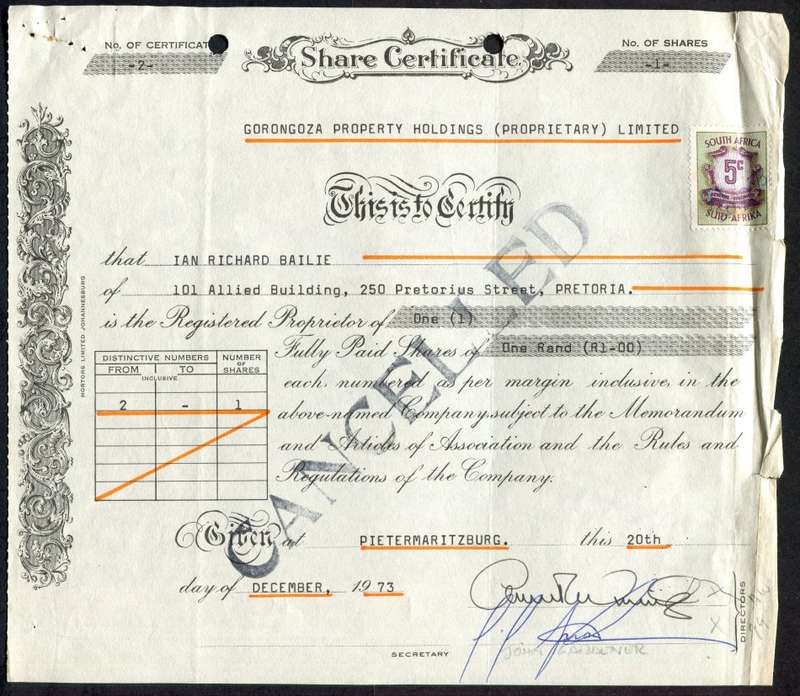 No. OF CERTIFICATE
-2-
Share Certificate.
No. OF SHARES
-1-
GORONGOZA PROPERTY HOLDINGS (PROPRIETARY) LIMITED
SOUTH AFRICA
5c
SUID-AFRIKA
This is to Certify
that IAN RICHARD BAILIE
of 101 Allied Building, 250 Pretorius Street, PRETORIA.
is the Registered Proprietor of One (1)
Fully Paid Shares of One Rand (R1-00)
each, numbered as per margin inclusive, in the
above-named Company, subject to the Memorandum
and Articles of Association and the Rules and
Regulations of the Company.
CANCELLED
HORTORS LIMITED JOHANNESBURG
DISTINCTIVE NUMBERS
NUMBER OF SHARES
FROM TO
INCLUSIVE
2 - 1
Given at PIETERMARITZBURG. this 20th
day of DECEMBER, 1973
DIRECTORS
SECRETARY
JOHN GARDENER